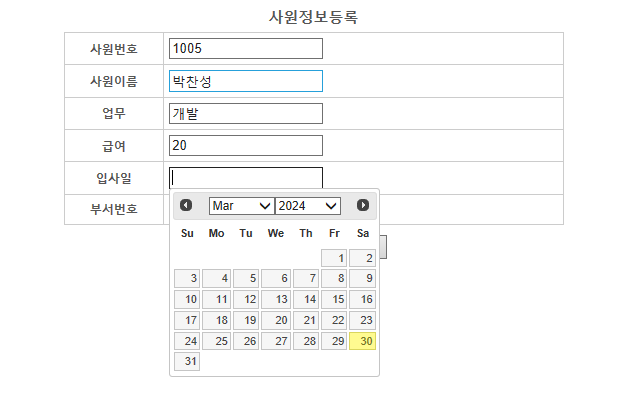 사원정보등록
사원번호 1005
사원이름 박찬성
업무 개발
급여 20
입사일
부서번호
Mar 2024
Su Mo Tu We Th Fr Sa
1 2
3 4 5 6 7 8 9
10 11 12 13 14 15 16
17 18 19 20 21 22 23
24 25 26 27 28 29 30
31